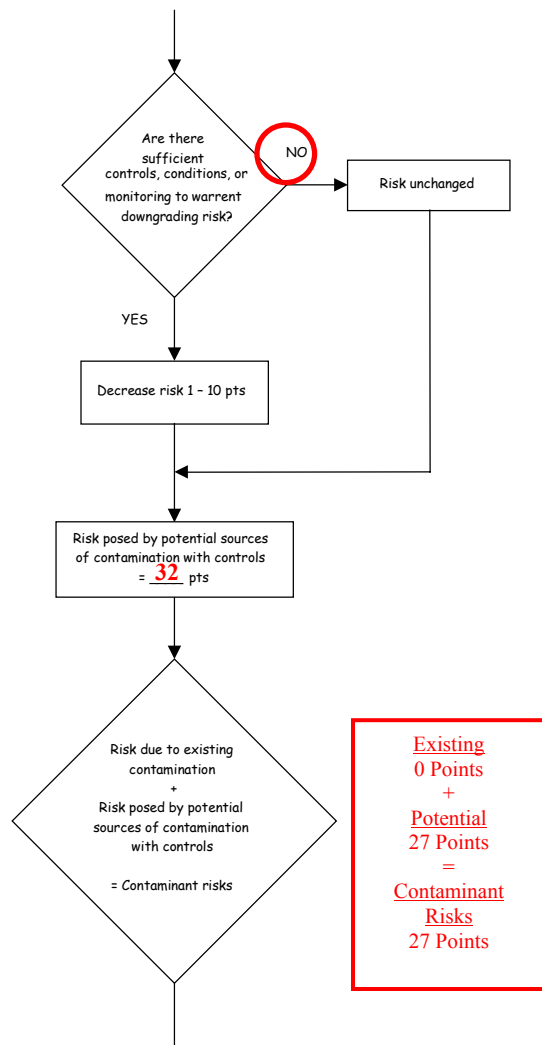 Are there
sufficient
controls, conditions, or
monitoring to warrent
downgrading risk?
NO
Risk unchanged
YES
Decrease risk 1 – 10 pts
Risk posed by potential sources
of contamination with controls
= 32 pts
Risk due to existing
contamination
+
Risk posed by potential
sources of contamination
with controls
= Contaminant risks
Existing
0 Points
+
Potential
27 Points
=
Contaminant
Risks
27 Points